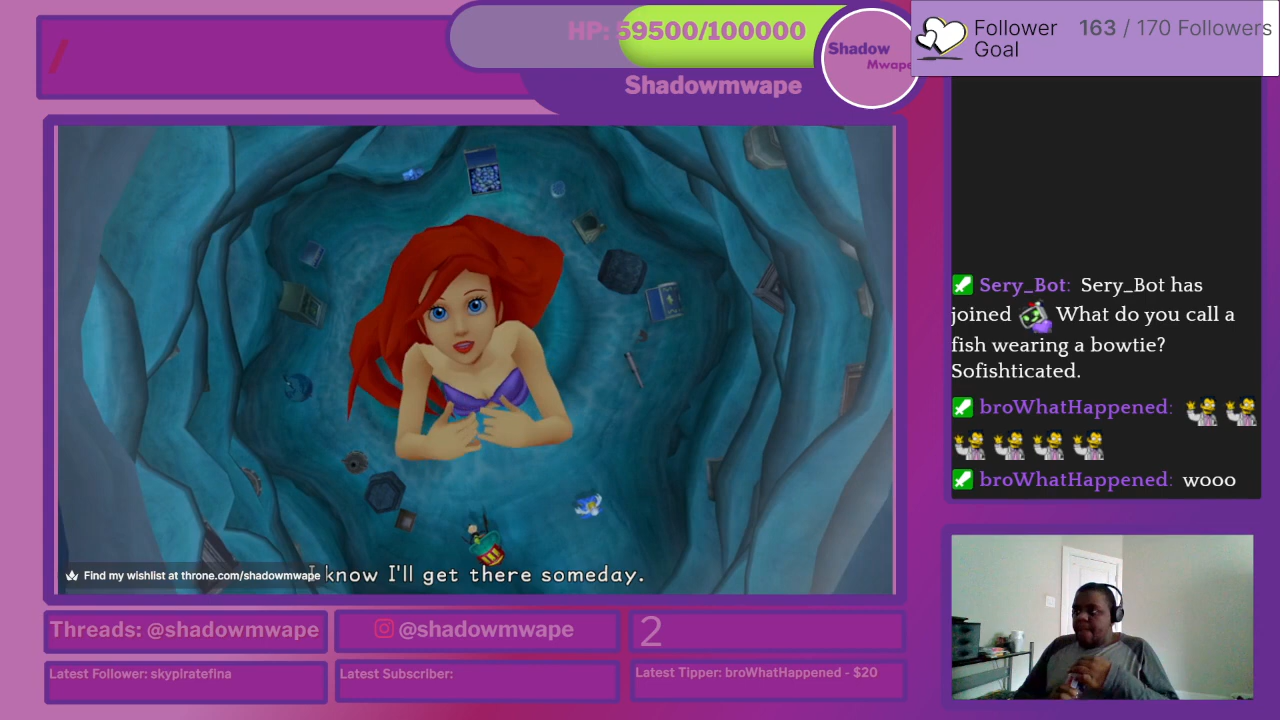 /
HP: 59500/100000
Shadowmwape
Shadow
Mwape
Follower
Goal
163 / 170 Followers
Sery_Bot: Sery_Bot has
joined What do you call a
fish wearing a bowtie?
Sofishticated.
broWhatHappened:
broWhatHappened: wooo
Find my wishlist at throne.com/shadowmwape
I know I'll get there someday.
Threads: @shadowmwape
@shadowmwape
2
Latest Follower: skypiratefina
Latest Subscriber:
Latest Tipper: broWhatHappened - $20